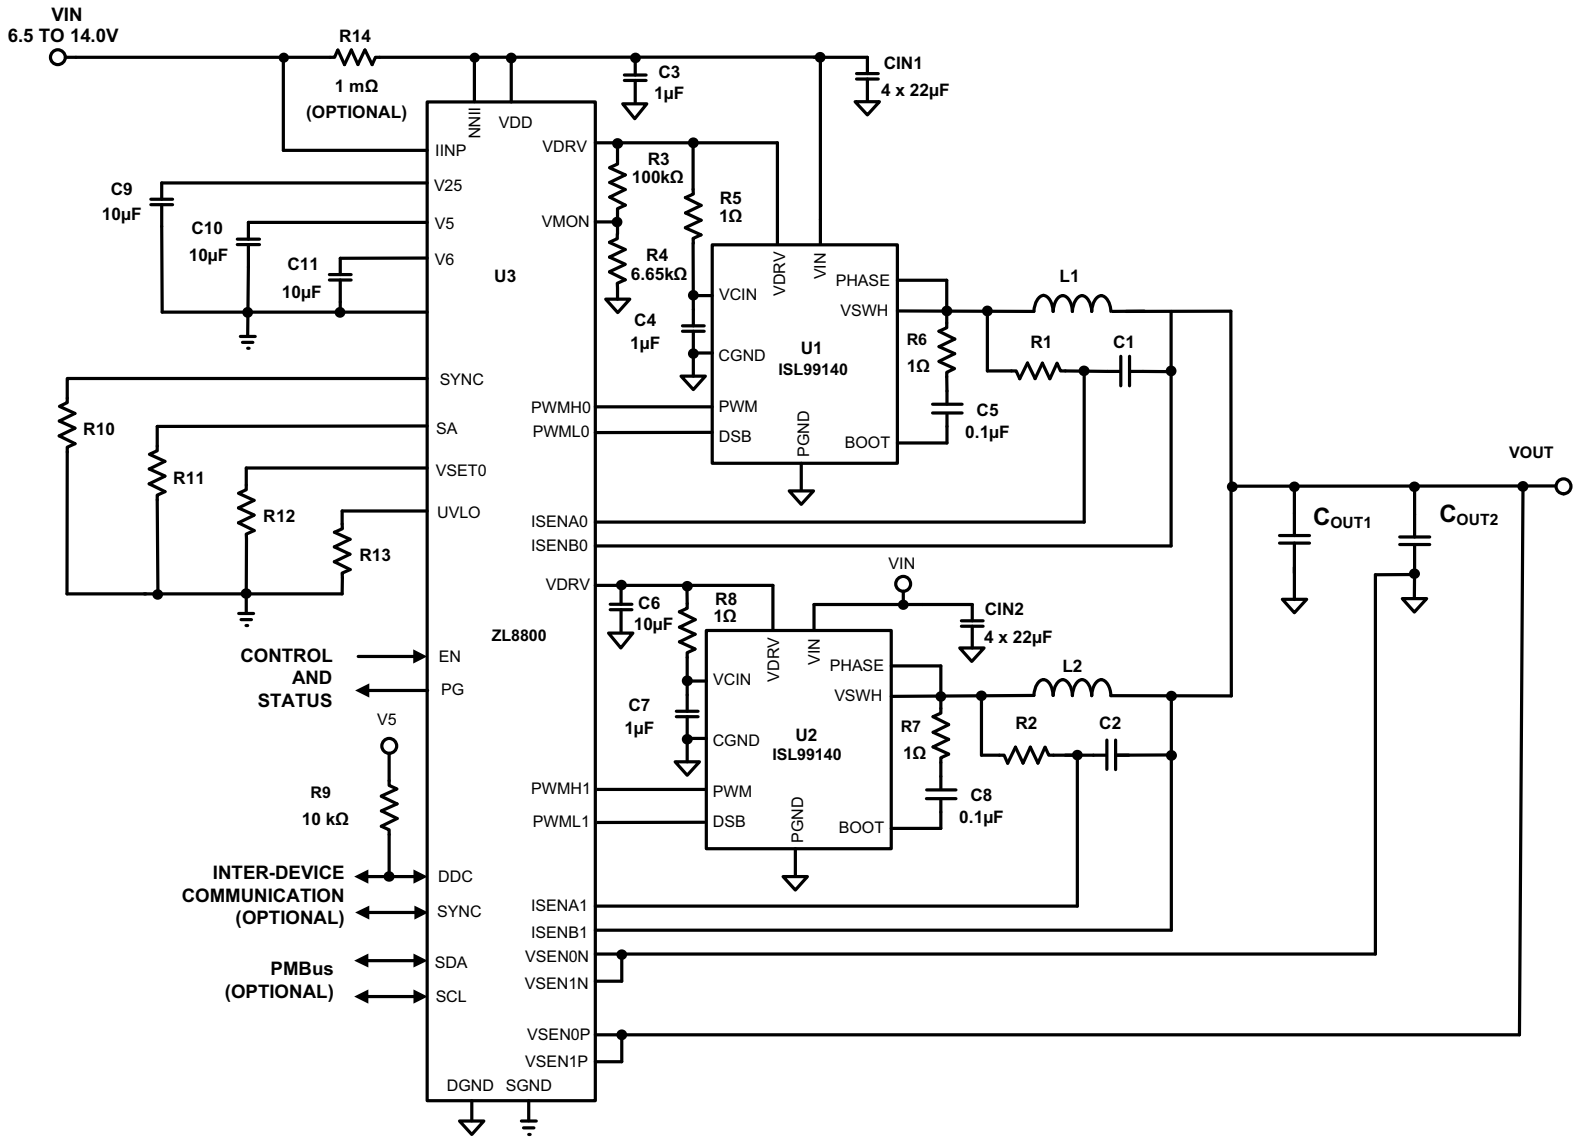 VIN
6.5 TO 14.0V
R14
1 mΩ
(OPTIONAL)
C3
1µF
CIN1
4 x 22µF
IINN
VDD
IINP
V25
V5
V6
C9
10µF
C10
10µF
C11
10µF
U3
VDRV
VMON
R3
100kΩ
R4
6.65kΩ
R5
1Ω
C4
1µF
VCIN
VDRV
VIN
PHASE
VSWH
CGND
U1
ISL99140
PWM
DSB
PGND
BOOT
R6
1Ω
C5
0.1µF
L1
R1
C1
PWMH0
PWML0
ISENA0
ISENB0
SYNC
SA
VSET0
UVLO
R10
R11
R12
R13
VOUT
COUT1
COUT2
VDRV
C6
10µF
R8
1Ω
VIN
CIN2
4 x 22µF
ZL8800
C7
1µF
VCIN
VDRV
VIN
PHASE
VSWH
CGND
U2
ISL99140
PWM
DSB
PGND
BOOT
R7
1Ω
C8
0.1µF
L2
R2
C2
CONTROL
AND
STATUS
EN
PG
V5
R9
10 kΩ
PWMH1
PWML1
INTER-DEVICE
COMMUNICATION
(OPTIONAL)
DDC
SYNC
PMBus
(OPTIONAL)
SDA
SCL
ISENA1
ISENB1
VSEN0N
VSEN1N
VSEN0P
VSEN1P
DGND
SGND